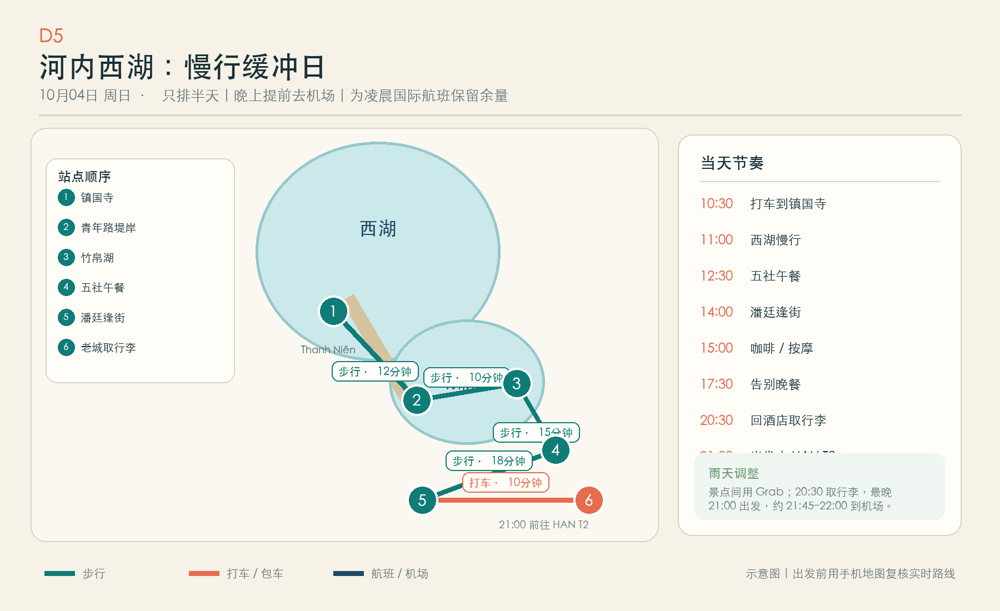 D5
河内西湖：慢行缓冲日
10月04日 周日 · 只排半天｜晚上提前去机场｜为凌晨国际航班保留余量
站点顺序
1 镇国寺
2 青年路堤岸
3 竹帛湖
4 五社午餐
5 潘廷逢街
6 老城取行李
西湖
1
Thanh Niên
步行 · 12分钟
步行 · 10分钟
3
2
步行 · 15分钟
4
步行 · 18分钟
打车 · 10分钟
5
6
21:00 前往 HAN T2
当天节奏
10:30 打车到镇国寺
11:00 西湖慢行
12:30 五社午餐
14:00 潘廷逢街
15:00 咖啡 / 按摩
17:30 告别晚餐
20:30 回酒店取行李
HAN T2
雨天调整
景点间用 Grab；20:30 取行李，最晚
21:00 出发，约 21:45–22:00 到机场。
步行
打车 / 包车
航班 / 机场
示意图｜出发前用手机地图复核实时路线